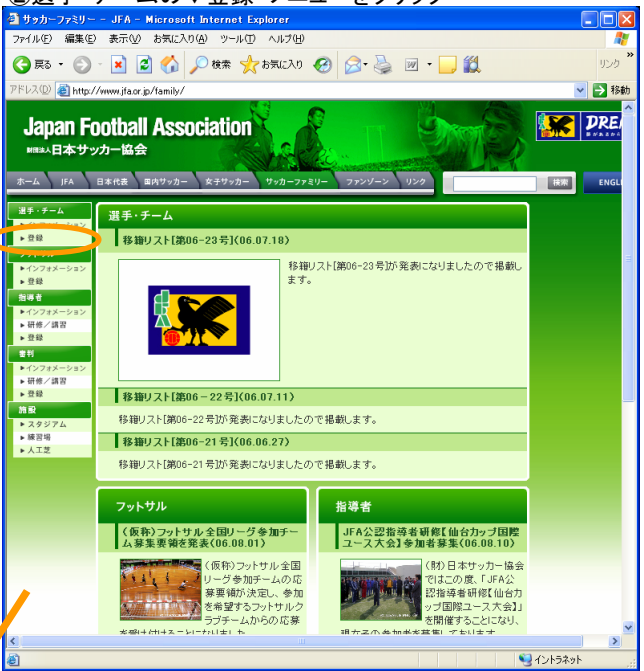 サッカーファミリー - JFA - Microsoft Internet Explorer
ファイル(F) 編集(E) 表示(V) お気に入り(A) ツール(T) ヘルプ(H)
戻る 検索 お気に入り リンク »
アドレス(D) http://www.jfa.or.jp/family/ 移動
Japan Football Association
財団法人日本サッカー協会
ホーム JFA 日本代表 国内サッカー 女子サッカー サッカーファミリー ファンゾーン リンク 検索 ENGLI
選手・チーム
▶登録
▶インフォメーション
▶登録
指導者
▶インフォメーション
▶研修/講習
▶登録
審判
▶インフォメーション
▶研修/講習
▶登録
施設
▶スタジアム
▶練習場
▶人工芝
選手・チーム
移籍リスト[第06-23号](06.07.18)
移籍リスト[第06-23号]が発表になりましたので掲載し
ます。
移籍リスト[第06-22号](06.07.11)
移籍リスト[第06-22号]が発表になりましたので掲載します。
移籍リスト[第06-21号](06.06.27)
移籍リスト[第06-21号]が発表になりましたので掲載します。
フットサル
(仮称)フットサル全国リーグ参加チー
ム募集要領を発表(06.08.01)
(仮称)フットサル全国
リーグ参加チームの応
募要領が決定し、参加
を希望するフットサルク
ラブチームからの応募
指導者
JFA公認指導者研修【仙台カップ国際
ユース大会】参加者募集(06.08.10)
(財)日本サッカー協会
ではこの度、「JFA公
認指導者研修【仙台カ
ップ国際ユース大会】」
を開催することになり、
イントラネット